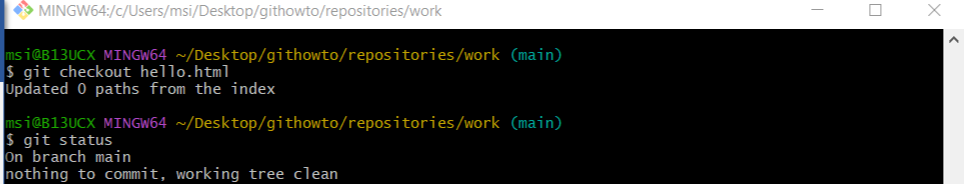 MINGW64:/c/Users/msi/Desktop/githowto/repositories/work
msi@B13UCX MINGW64 ~/Desktop/githowto/repositories/work (main)
$ git checkout hello.html
Updated 0 paths from the index
msi@B13UCX MINGW64 ~/Desktop/githowto/repositories/work (main)
$ git status
On branch main
nothing to commit, working tree clean